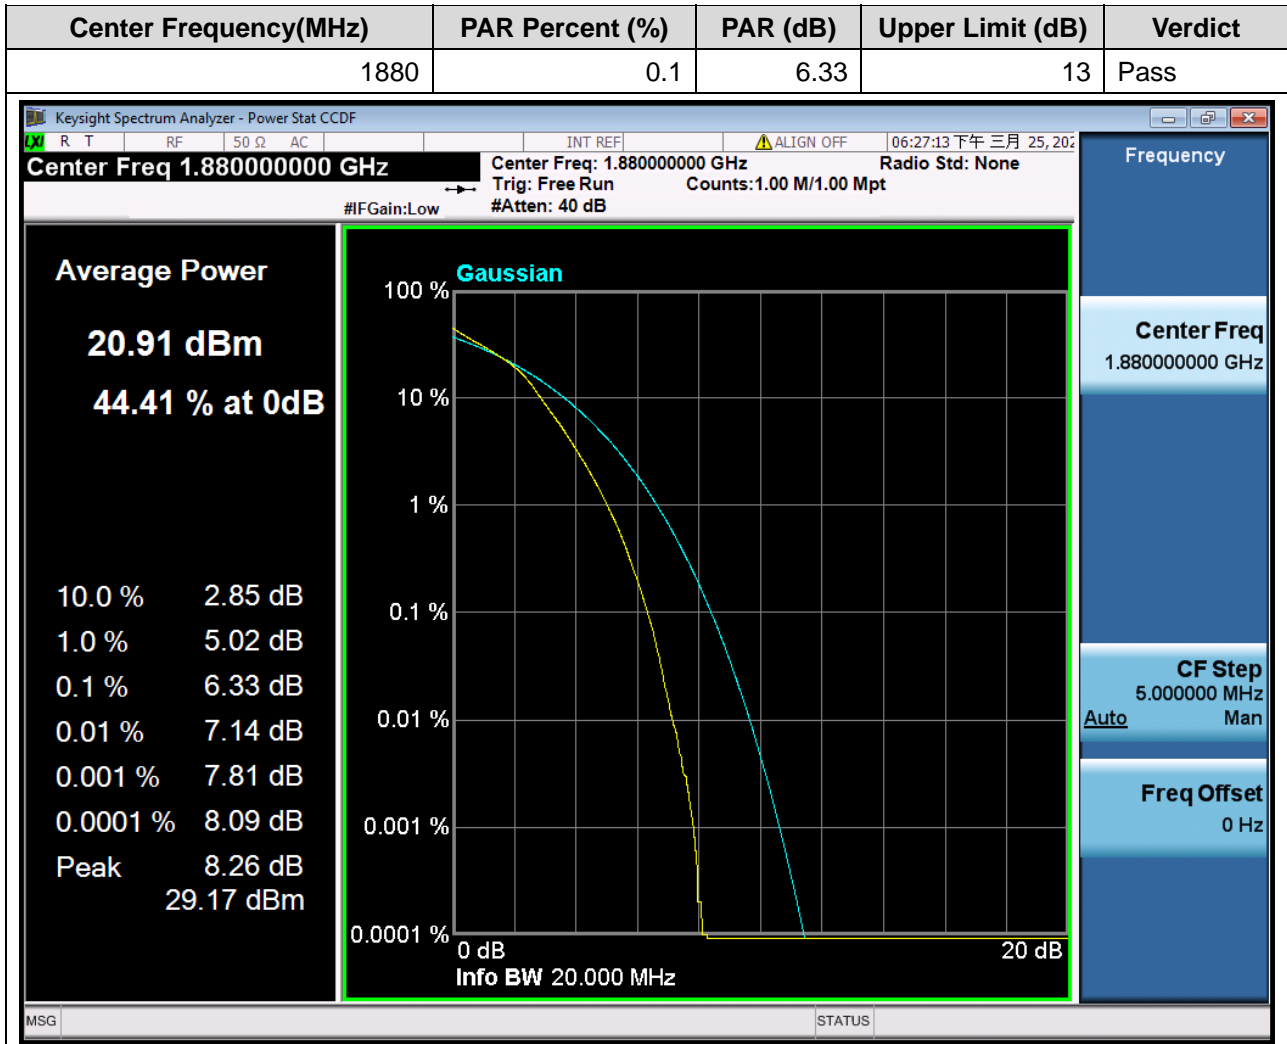 Center Frequency(MHz) PAR Percent (%) PAR (dB) Upper Limit (dB) Verdict
1880 0.1 6.33 13 Pass
Keysight Spectrum Analyzer - Power Stat CCDF
LXI R T RF 50 Ω AC INT REF ALIGN OFF 06:27:13 下午 三月 25, 202
Center Freq 1.880000000 GHz
Center Freq: 1.880000000 GHz Radio Std: None
Trig: Free Run Counts:1.00 M/1.00 Mpt
#IFGain:Low #Atten: 40 dB
Average Power
20.91 dBm
44.41 % at 0dB
10.0 % 2.85 dB
1.0 % 5.02 dB
0.1 % 6.33 dB
0.01 % 7.14 dB
0.001 % 7.81 dB
0.0001 % 8.09 dB
Peak 8.26 dB
29.17 dBm
Gaussian
100 %
10 %
1 %
0.1 %
0.01 %
0.001 %
0.0001 %
0 dB 20 dB
Info BW 20.000 MHz
Frequency
Center Freq
1.880000000 GHz
CF Step
5.000000 MHz
Auto Man
Freq Offset
0 Hz
MSG STATUS